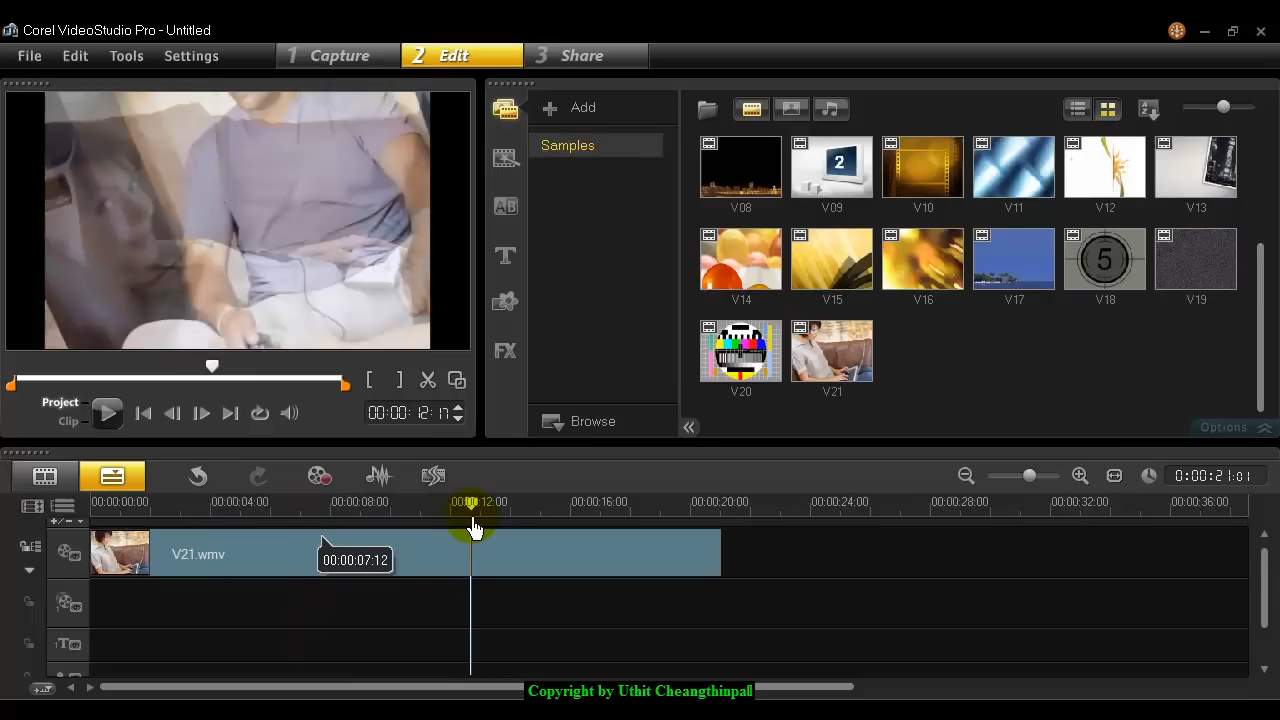 Corel VideoStudio Pro - Untitled
File Edit Tools Settings 1 Capture 2 Edit 3 Share
Add
Samples
V08 V09 V10 V11 V12 V13
V14 V15 V16 V17 V18 V19
V20 V21
Project
Clip
00:00:12:17
Browse
Options
0:00:21:01
00:00:00:00 00:00:04:00 00:00:08:00 00:00:12:00 00:00:16:00 00:00:20:00 00:00:24:00 00:00:28:00 00:00:32:00 00:00:36:00
V21.wmv
00:00:07:12
Copyright by Uthit Cheangthinpall